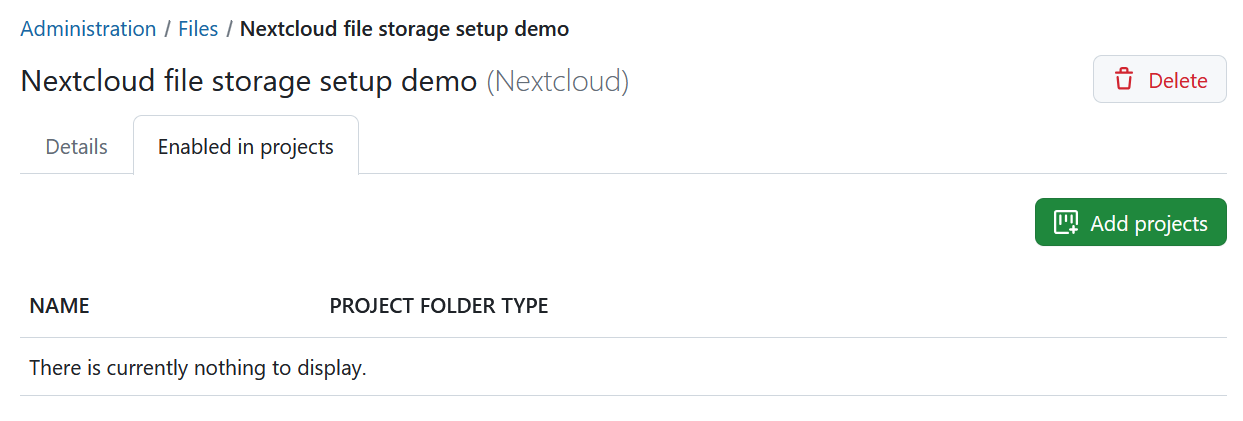 Administration / Files / Nextcloud file storage setup demo
Nextcloud file storage setup demo (Nextcloud)
Delete
Details
Enabled in projects
Add projects
NAME
PROJECT FOLDER TYPE
There is currently nothing to display.